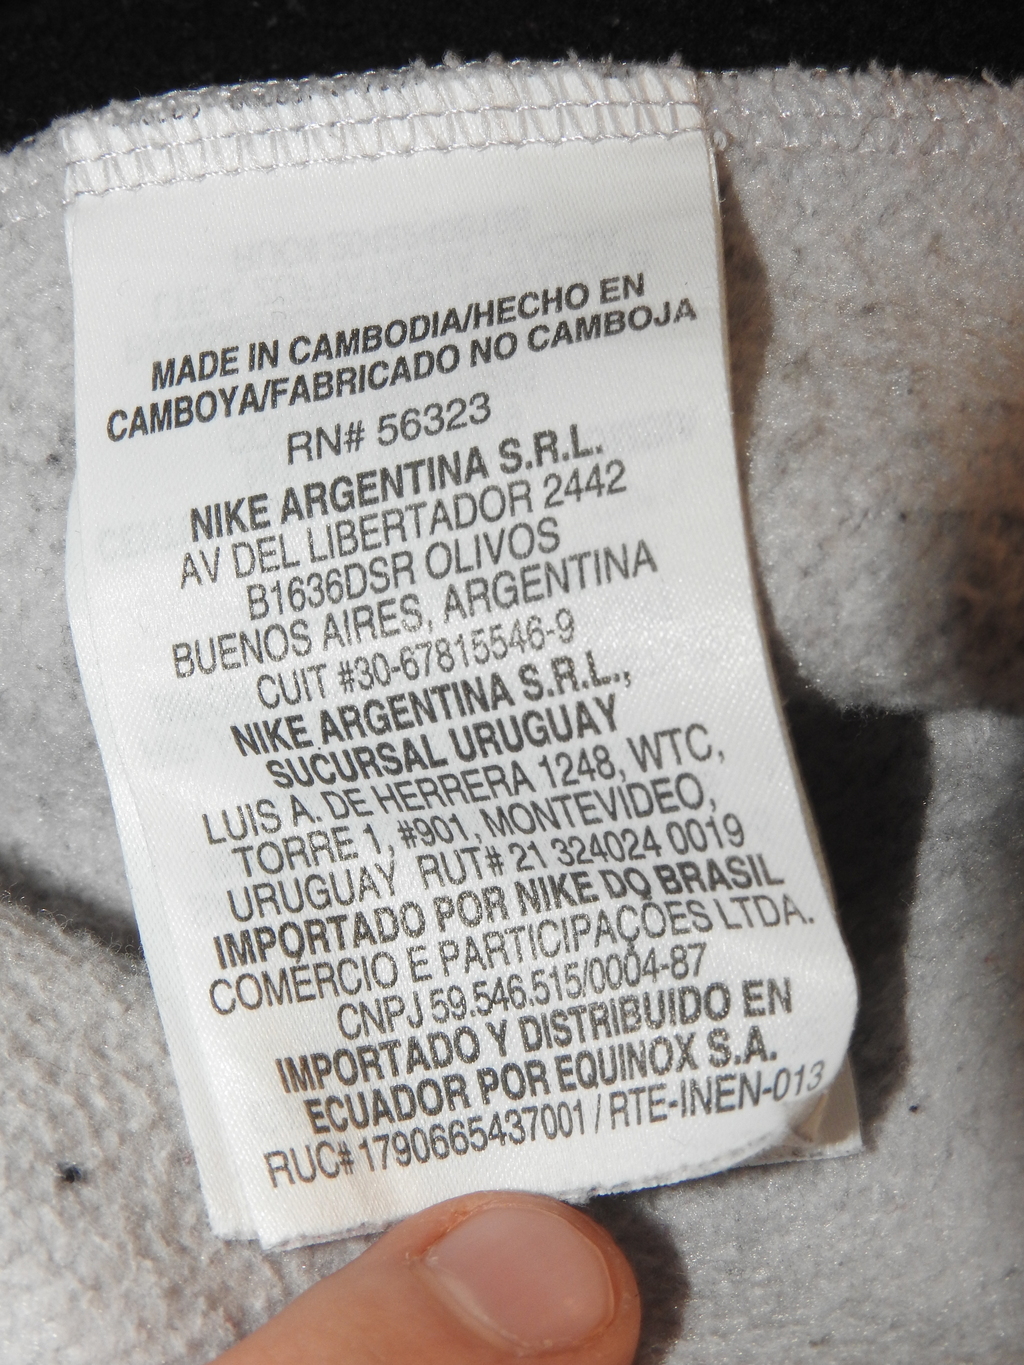 MADE IN CAMBODIA/HECHO EN
CAMBOYA/FABRICADO NO CAMBOJA
RN# 56323
NIKE ARGENTINA S.R.L.
AV DEL LIBERTADOR 2442
B1636DSR OLIVOS
BUENOS AIRES, ARGENTINA
CUIT #30-67815546-9
NIKE ARGENTINA S.R.L.,
SUCURSAL URUGUAY
LUIS A. DE HERRERA 1248, WTC,
TORRE 1, #901, MONTEVIDEO,
URUGUAY RUT# 21 324024 0019
IMPORTADO POR NIKE DO BRASIL
COMÉRCIO E PARTICIPAÇÕES LTDA.
CNPJ 59.546.515/0004-87
IMPORTADO Y DISTRIBUIDO EN
ECUADOR POR EQUINOX S.A.
RUC# 1790665437001 / RTE-INEN-013